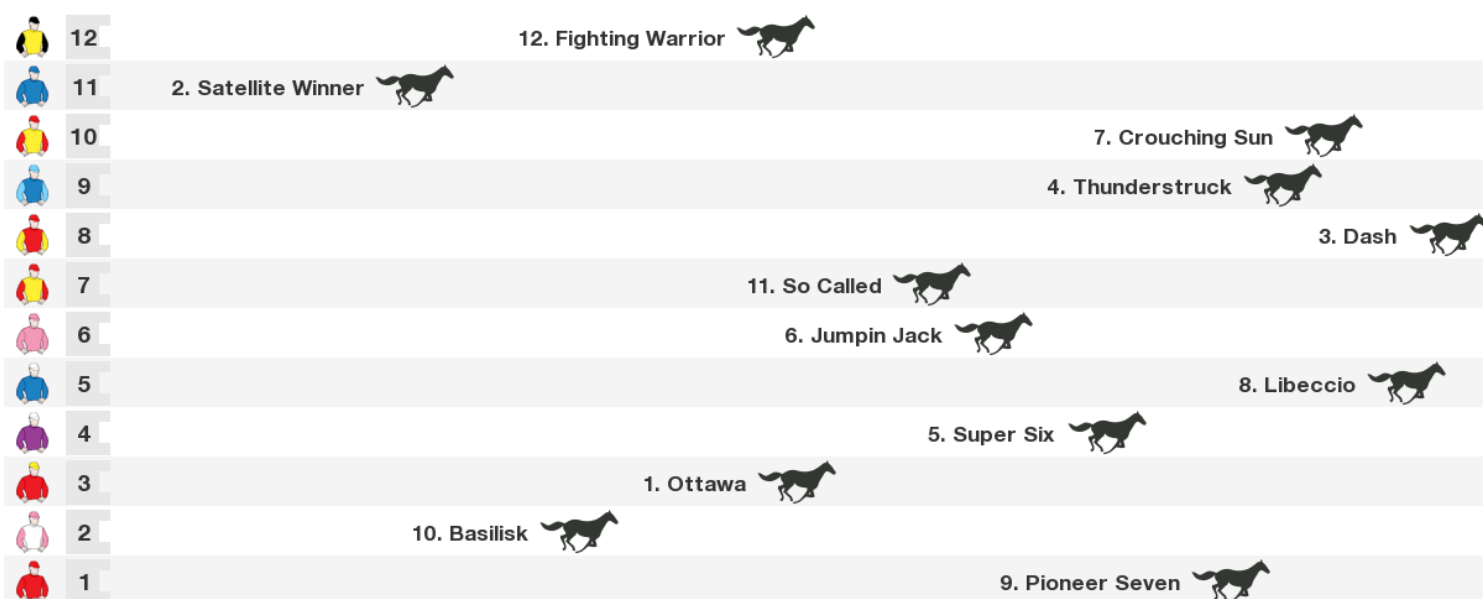 12 12. Fighting Warrior
11 2. Satellite Winner
10 7. Crouching Sun
9 4. Thunderstruck
8 3. Dash
7 11. So Called
6 6. Jumpin Jack
5 8. Libeccio
4 5. Super Six
3 1. Ottawa
2 10. Basilisk
1 9. Pioneer Seven